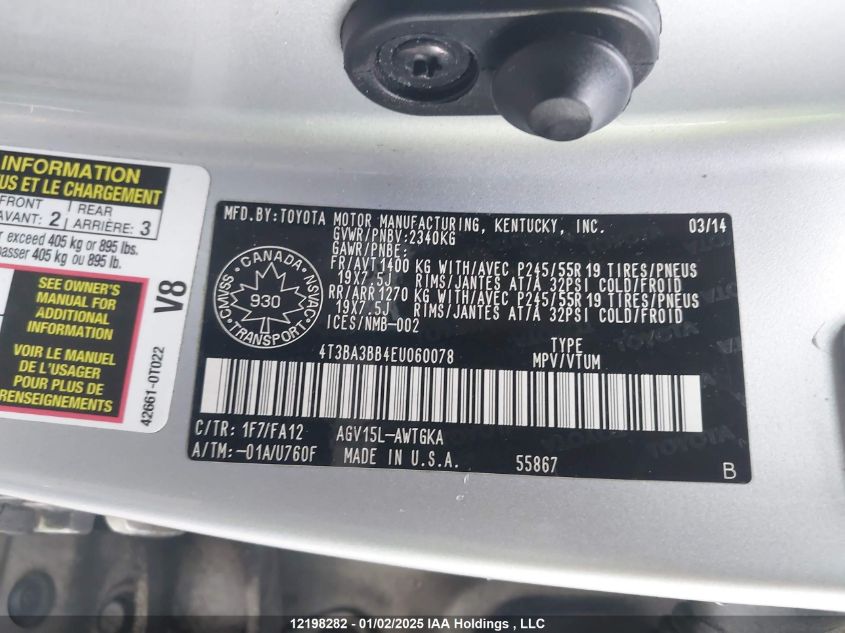 INFORMATION
US ET LE CHARGEMENT
FRONT
AVANT: 2
REAR
ARRIÈRE: 3
exceed 405 kg or 895 lbs.
passer 405 kg ou 895 lb.
SEE OWNER'S
MANUAL FOR
ADDITIONAL
INFORMATION
VOIR LE MANUEL
DE L'USAGER
POUR PLUS DE
RENSEIGNEMENTS
V8
42661-0T022
MFD.BY:TOYOTA MOTOR MANUFACTURING, KENTUCKY, INC. 03/14
GVWR/PNBV:2340KG
GAWR/PNBE:
FR/AVT1400 KG WITH/AVEC P245/55R19 TIRES/PNEUS
19X7.5J RIMS/JANTES AT/A 32PSI COLD/FROID
RR/ARR1270 KG WITH/AVEC P245/55R19 TIRES/PNEUS
19X7.5J RIMS/JANTES AT/A 32PSI COLD/FROID
ICES/NMB-002
CANADA
CMVSS
930
NSVAC
TRANSPORT
4T3BA3BB4EU060078
TYPE
MPV/VTUM
C/TR: 1F7/FA12 AGV15L-AWTGKA
A/TM:-01A/U760F MADE IN U.S.A. 55867
B
12198282 - 01/02/2025 IAA Holdings , LLC